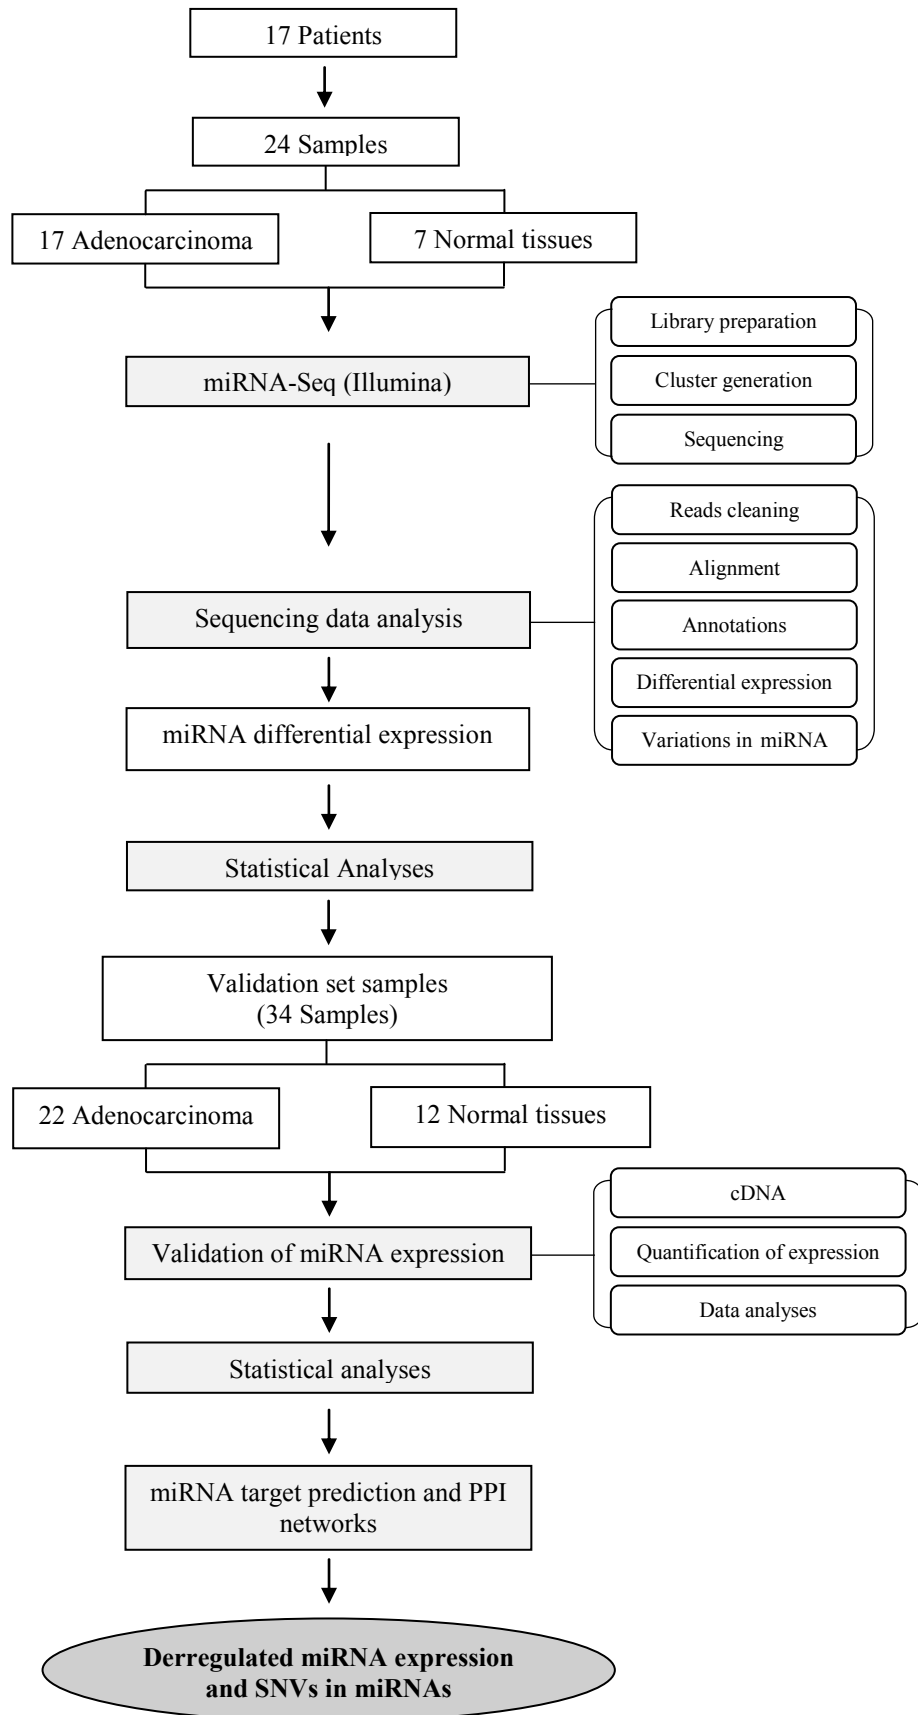 17 Patients
24 Samples
17 Adenocarcinoma
7 Normal tissues
miRNA-Seq (Illumina)
Library preparation
Cluster generation
Sequencing
Sequencing data analysis
Reads cleaning
Alignment
Annotations
Differential expression
Variations in miRNA
miRNA differential expression
Statistical Analyses
Validation set samples
(34 Samples)
22 Adenocarcinoma
12 Normal tissues
Validation of miRNA expression
cDNA
Quantification of expression
Data analyses
Statistical analyses
miRNA target prediction and PPI
networks
Derregulated miRNA expression
and SNVs in miRNAs